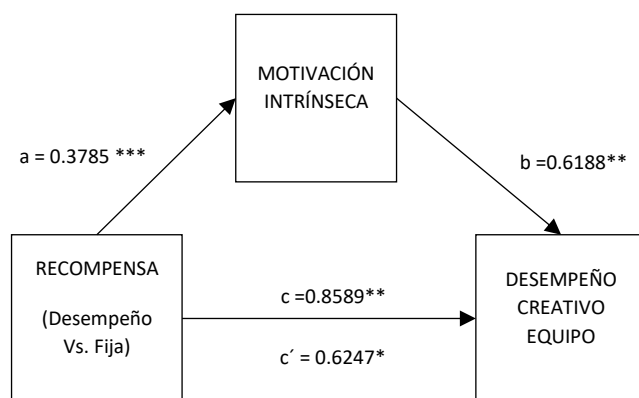 MOTIVACIÓN
INTRÍNSECA
a = 0.3785 ***
b =0.6188**
RECOMPENSA
(Desempeño
Vs. Fija)
c =0.8589**
c´ = 0.6247*
DESEMPEÑO
CREATIVO
EQUIPO